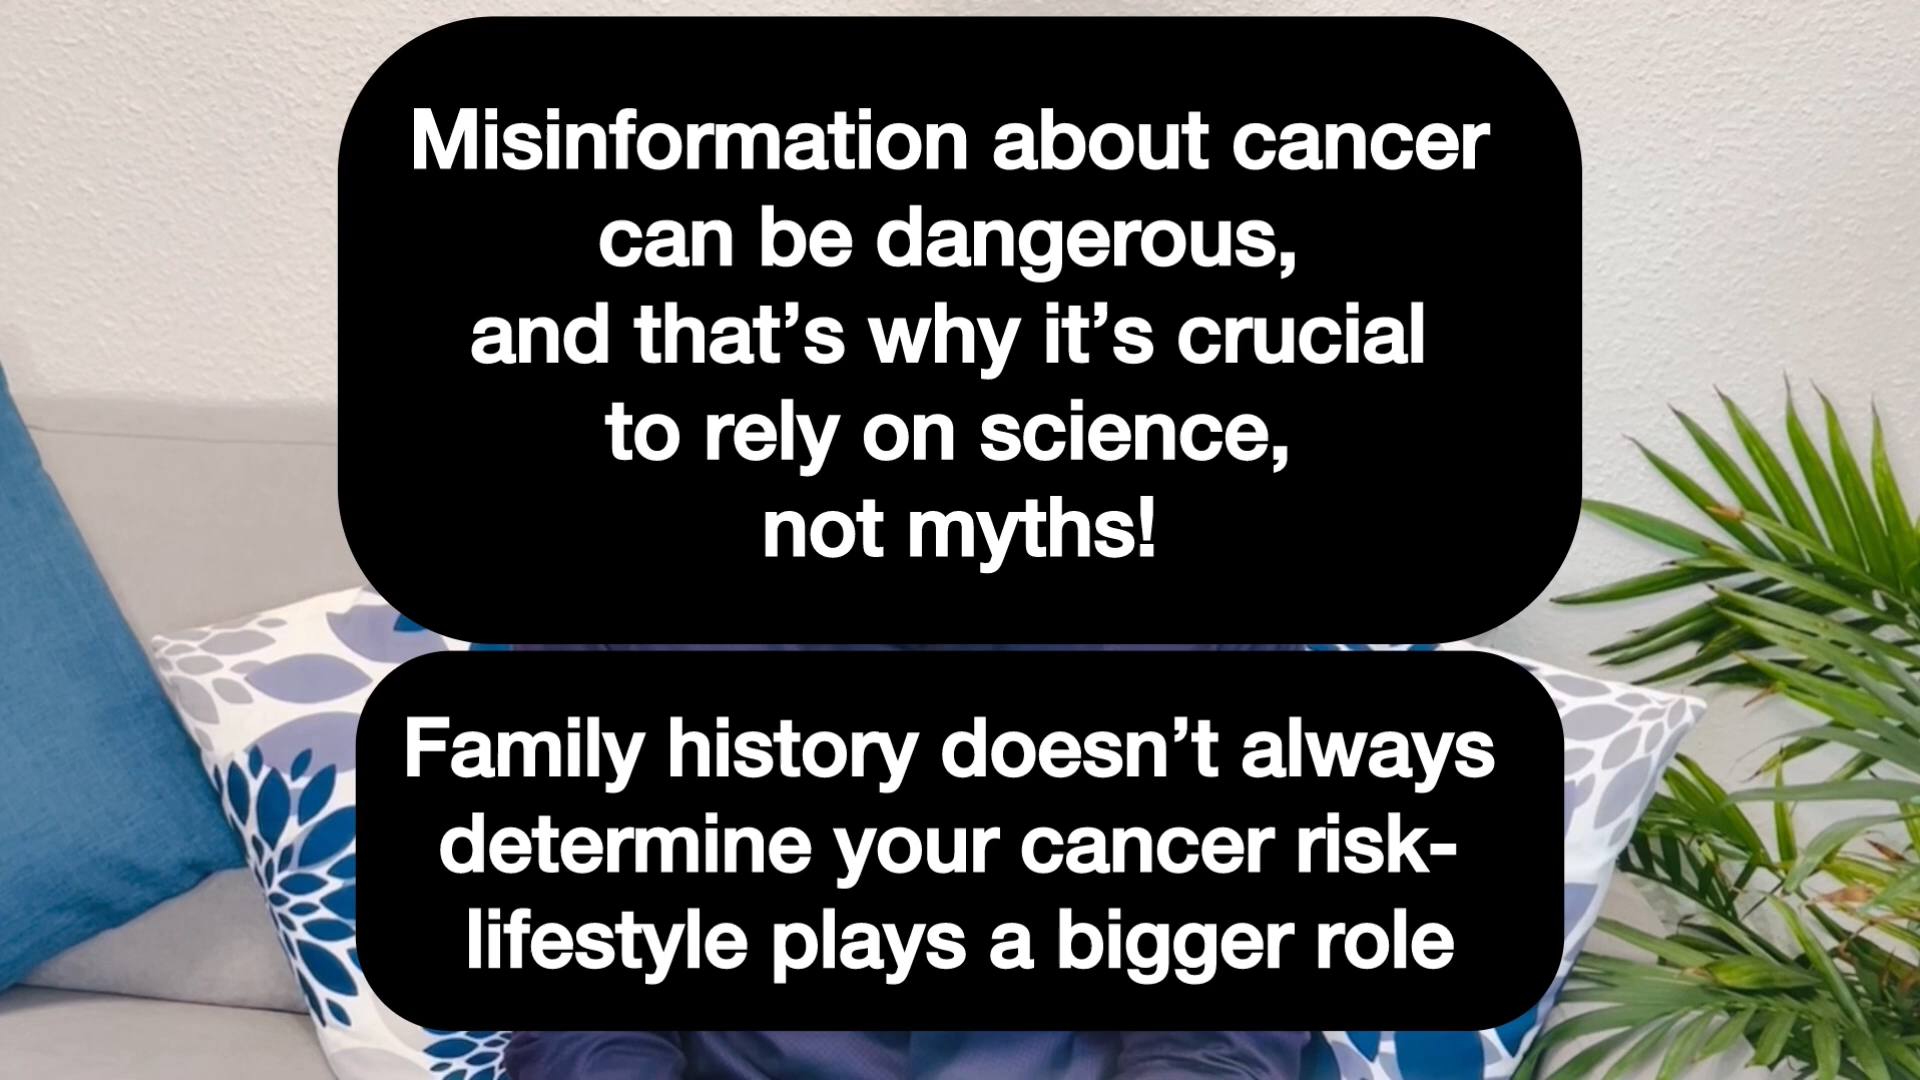 Misinformation about cancer
can be dangerous,
and that’s why it’s crucial
to rely on science,
not myths!
Family history doesn’t always
determine your cancer risk-
lifestyle plays a bigger role